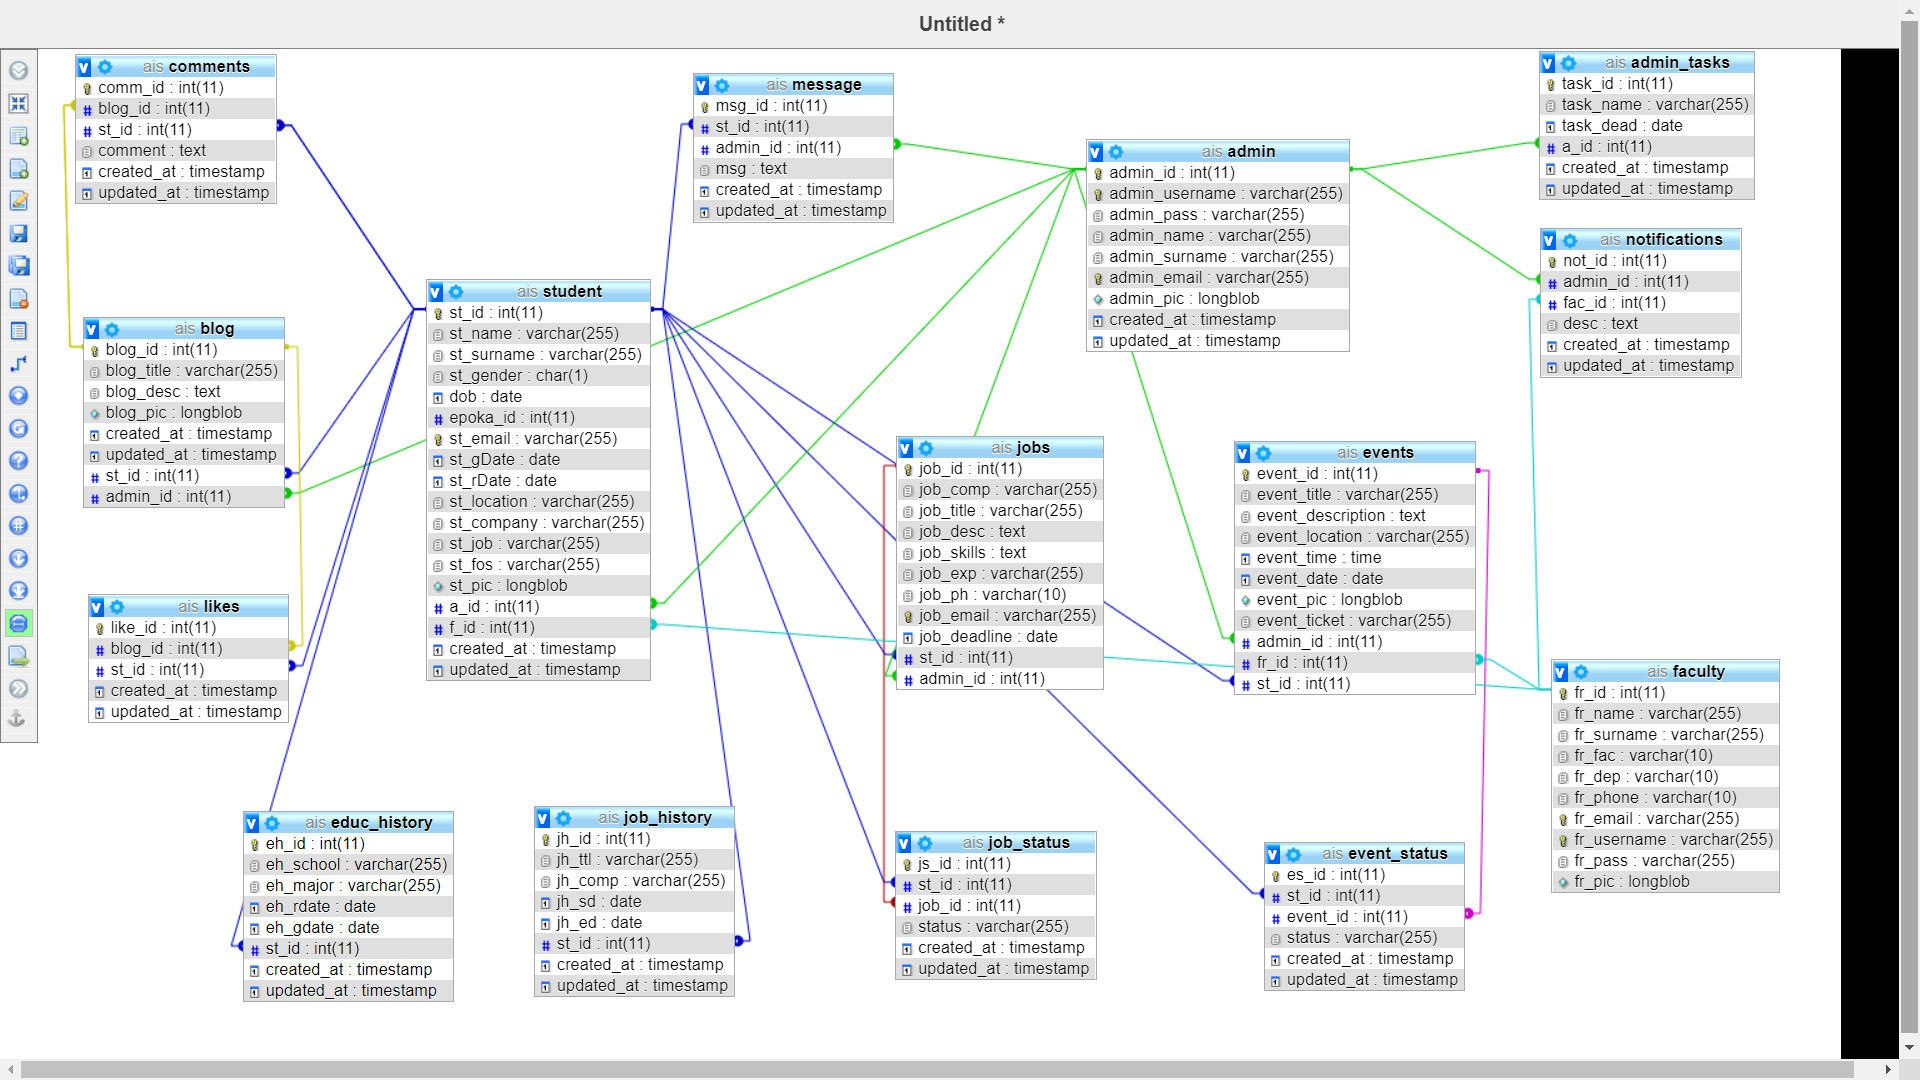 Untitled *
ais comments
comm_id : int(11)
blog_id : int(11)
st_id : int(11)
comment : text
created_at : timestamp
updated_at : timestamp
ais message
msg_id : int(11)
st_id : int(11)
admin_id : int(11)
msg : text
created_at : timestamp
updated_at : timestamp
ais admin
admin_id : int(11)
admin_username : varchar(255)
admin_pass : varchar(255)
admin_name : varchar(255)
admin_surname : varchar(255)
admin_email : varchar(255)
admin_pic : longblob
created_at : timestamp
updated_at : timestamp
ais admin_tasks
task_id : int(11)
task_name : varchar(255)
task_dead : date
a_id : int(11)
created_at : timestamp
updated_at : timestamp
ais notifications
not_id : int(11)
admin_id : int(11)
fac_id : int(11)
desc : text
created_at : timestamp
updated_at : timestamp
ais student
st_id : int(11)
st_name : varchar(255)
st_surname : varchar(255)
st_gender : char(1)
dob : date
epoka_id : int(11)
st_email : varchar(255)
st_gDate : date
st_rDate : date
st_location : varchar(255)
st_company : varchar(255)
st_job : varchar(255)
st_fos : varchar(255)
st_pic : longblob
a_id : int(11)
f_id : int(11)
created_at : timestamp
updated_at : timestamp
ais blog
blog_id : int(11)
blog_title : varchar(255)
blog_desc : text
blog_pic : longblob
created_at : timestamp
updated_at : timestamp
st_id : int(11)
admin_id : int(11)
ais jobs
job_id : int(11)
job_comp : varchar(255)
job_title : varchar(255)
job_desc : text
job_skills : text
job_exp : varchar(255)
job_ph : varchar(10)
job_email : varchar(255)
job_deadline : date
st_id : int(11)
admin_id : int(11)
ais events
event_id : int(11)
event_title : varchar(255)
event_description : text
event_location : varchar(255)
event_time : time
event_date : date
event_pic : longblob
event_ticket : varchar(255)
admin_id : int(11)
fr_id : int(11)
st_id : int(11)
ais likes
like_id : int(11)
blog_id : int(11)
st_id : int(11)
created_at : timestamp
updated_at : timestamp
ais faculty
fr_id : int(11)
fr_name : varchar(255)
fr_surname : varchar(255)
fr_fac : varchar(10)
fr_dep : varchar(10)
fr_phone : varchar(10)
fr_email : varchar(255)
fr_username : varchar(255)
fr_pass : varchar(255)
fr_pic : longblob
ais educ_history
eh_id : int(11)
eh_school : varchar(255)
eh_major : varchar(255)
eh_rdate : date
eh_gdate : date
st_id : int(11)
created_at : timestamp
updated_at : timestamp
ais job_history
jh_id : int(11)
jh_ttl : varchar(255)
jh_comp : varchar(255)
jh_sd : date
jh_ed : date
st_id : int(11)
created_at : timestamp
updated_at : timestamp
ais job_status
js_id : int(11)
st_id : int(11)
job_id : int(11)
status : varchar(255)
created_at : timestamp
updated_at : timestamp
ais event_status
es_id : int(11)
st_id : int(11)
event_id : int(11)
status : varchar(255)
created_at : timestamp
updated_at : timestamp